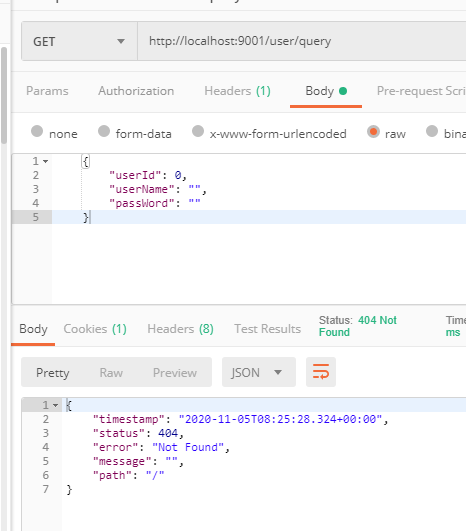 GET http://localhost:9001/user/query
Params Authorization Headers (1) Body Pre-request Scri
none form-data x-www-form-urlencoded raw bina
1 {
2 "userId": 0,
3 "userName": "",
4 "passWord": ""
5 }
Body Cookies (1) Headers (8) Test Results Status: 404 Not Found Time ms
Pretty Raw Preview JSON
1 {
2 "timestamp": "2020-11-05T08:25:28.324+00:00",
3 "status": 404,
4 "error": "Not Found",
5 "message": "",
6 "path": "/"
7 }